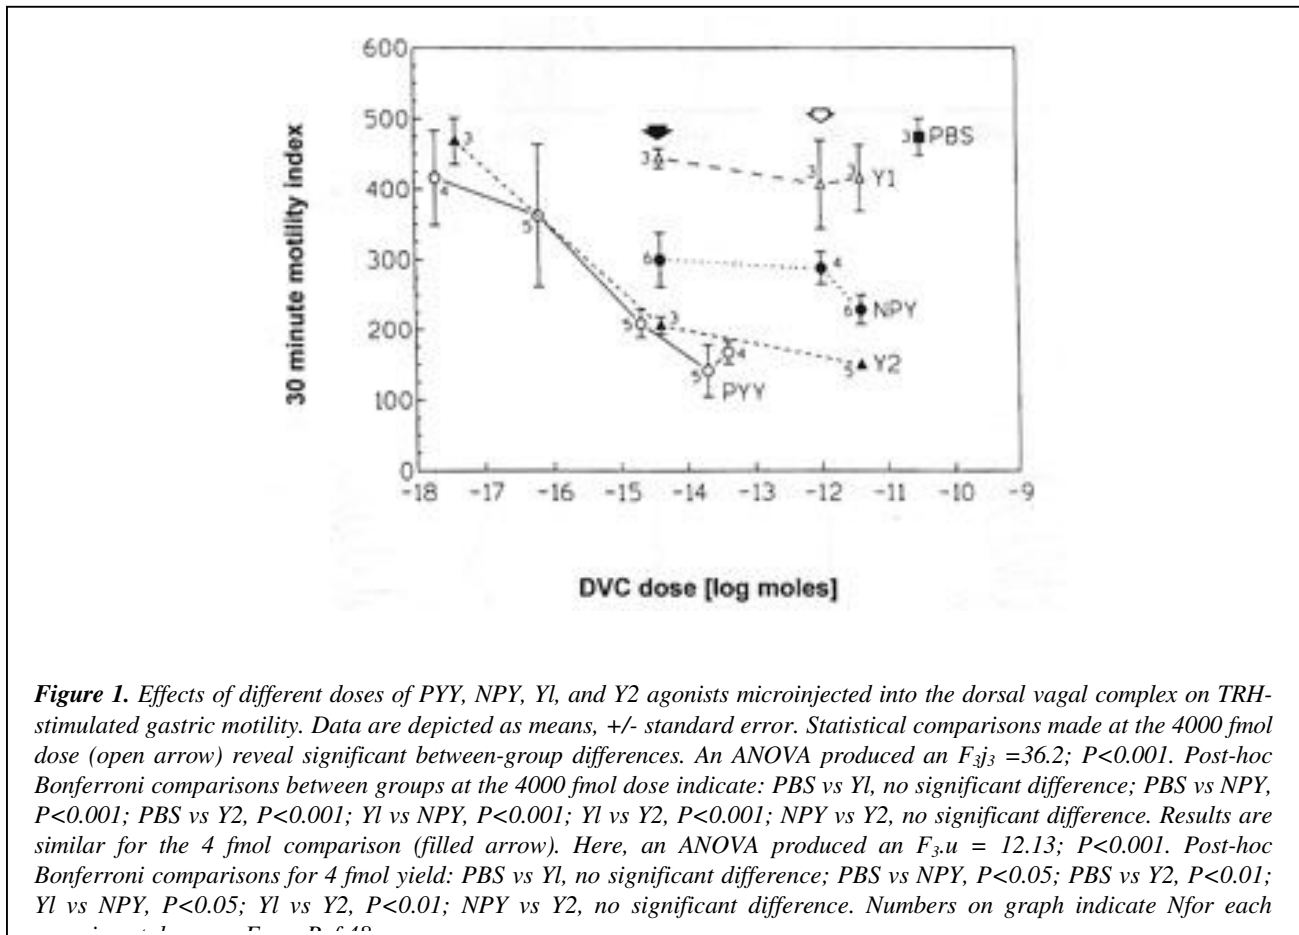 600
500
400
300
200
100
0
30 minute motility index
3
4
5
5
3
5
4
PYY
3
3
3
Y1
6
4
6
NPY
5
Y2
3
PBS
-18 -17 -16 -15 -14 -13 -12 -11 -10 -9
DVC dose [log moles]
Figure 1. Effects of different doses of PYY, NPY, Yl, and Y2 agonists microinjected into the dorsal vagal complex on TRH-
stimulated gastric motility. Data are depicted as means, +/- standard error. Statistical comparisons made at the 4000 fmol
dose (open arrow) reveal significant between-group differences. An ANOVA produced an F3j3 =36.2; P<0.001. Post-hoc
Bonferroni comparisons between groups at the 4000 fmol dose indicate: PBS vs Yl, no significant difference; PBS vs NPY,
P<0.001; PBS vs Y2, P<0.001; Yl vs NPY, P<0.001; Yl vs Y2, P<0.001; NPY vs Y2, no significant difference. Results are
similar for the 4 fmol comparison (filled arrow). Here, an ANOVA produced an F3.u = 12.13; P<0.001. Post-hoc
Bonferroni comparisons for 4 fmol yield: PBS vs Yl, no significant difference; PBS vs NPY, P<0.05; PBS vs Y2, P<0.01;
Yl vs NPY, P<0.05; Yl vs Y2, P<0.01; NPY vs Y2, no significant difference. Numbers on graph indicate Nfor each